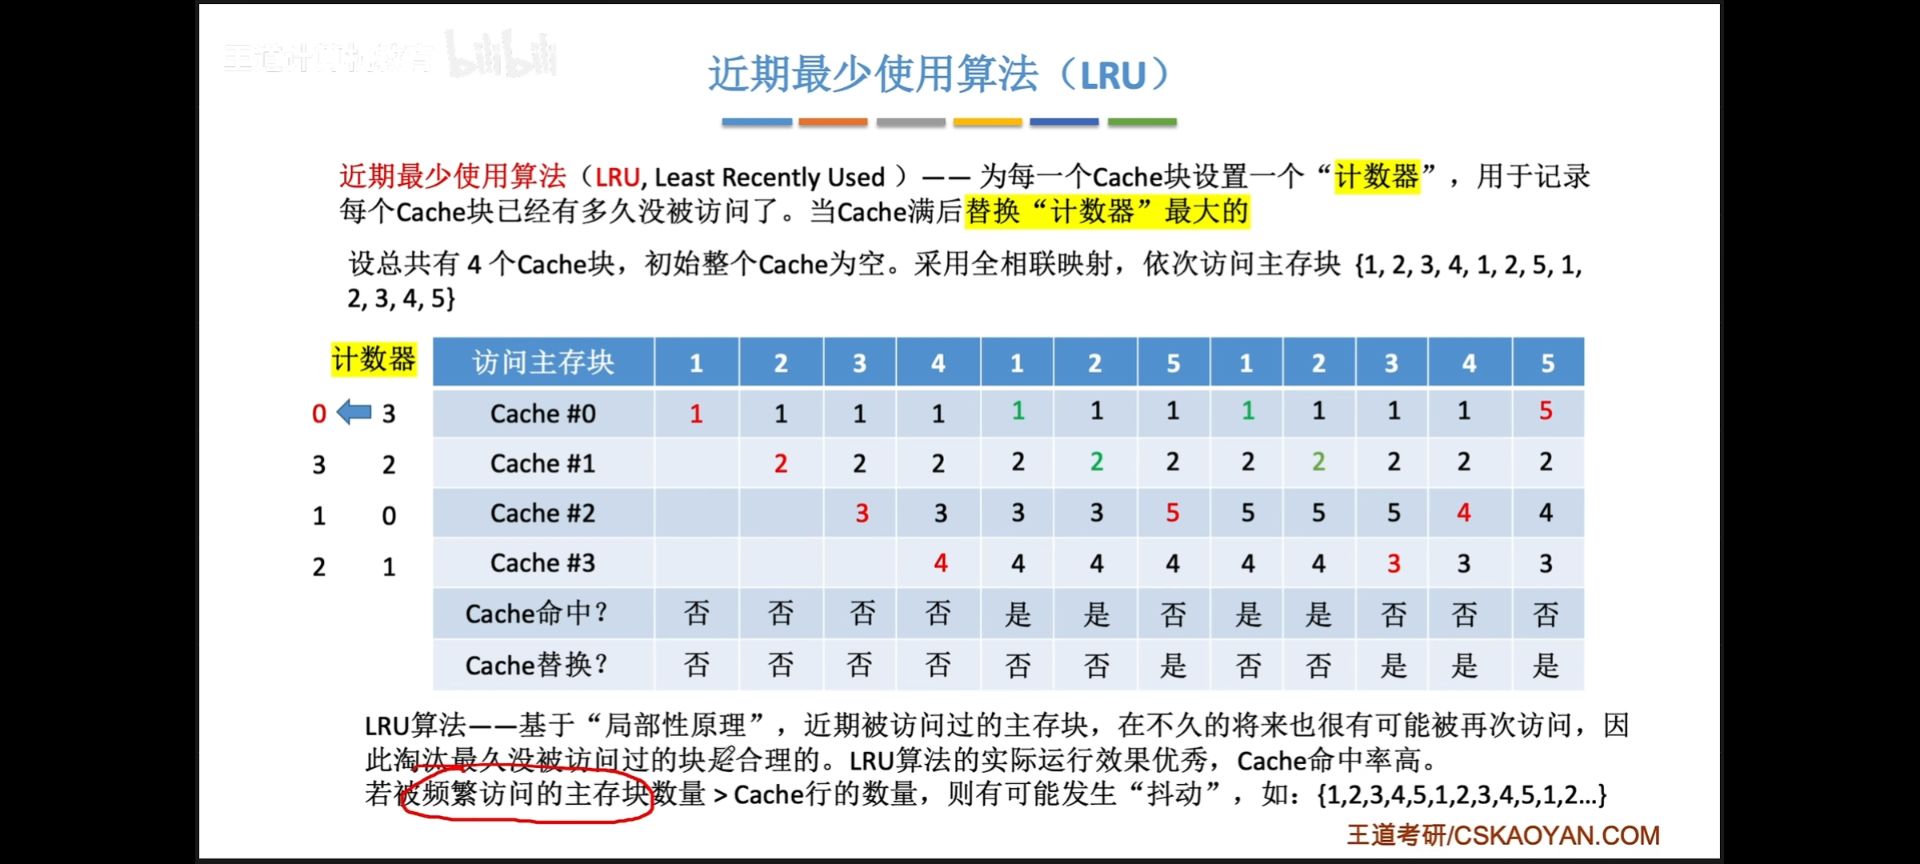 王道计算机教育 bilibili
近期最少使用算法（LRU）
近期最少使用算法（LRU, Least Recently Used ）—— 为每一个Cache块设置一个“计数器”，用于记录
每个Cache块已经有多久没被访问了。当Cache满后替换“计数器”最大的
设总共有 4 个Cache块，初始整个Cache为空。采用全相联映射，依次访问主存块 {1, 2, 3, 4, 1, 2, 5, 1,
2, 3, 4, 5}
计数器 访问主存块 1 2 3 4 1 2 5 1 2 3 4 5
0 3 Cache #0 1 1 1 1 1 1 1 1 1 1 1 5
3 2 Cache #1 2 2 2 2 2 2 2 2 2 2 2
1 0 Cache #2 3 3 3 3 5 5 5 5 4 4
2 1 Cache #3 4 4 4 4 4 4 3 3 3
Cache命中？ 否 否 否 否 是 是 否 是 是 否 否 否
Cache替换？ 否 否 否 否 否 否 是 否 否 是 是 是
LRU算法——基于“局部性原理”，近期被访问过的主存块，在不久的将来也很有可能被再次访问，因
此淘汰最久没被访问过的块是合理的。LRU算法的实际运行效果优秀，Cache命中率高。
若被频繁访问的主存块数量 > Cache行的数量，则有可能发生“抖动”，如：{1,2,3,4,5,1,2,3,4,5,1,2...}
王道考研/CSKAOYAN.COM